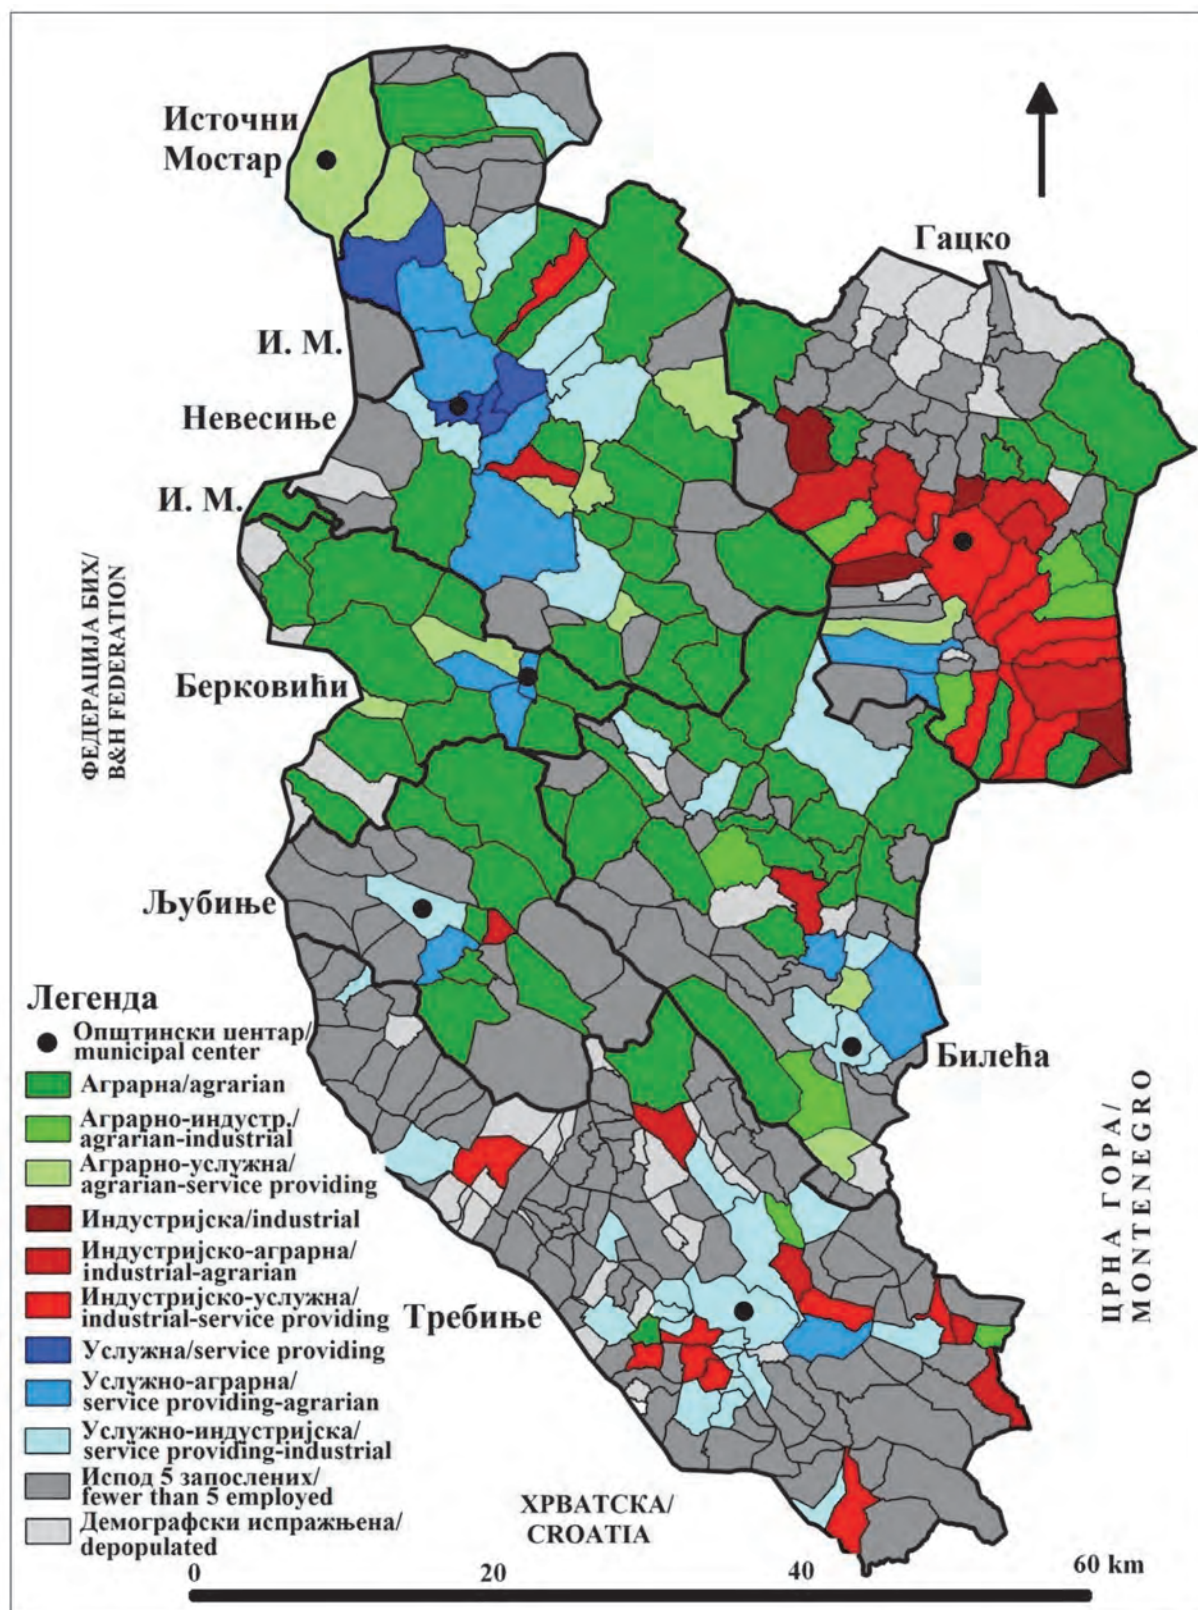 Источни
Мостар
Гацко
И. М.
Невесиње
И. М.
ФЕДЕРАЦИЈА БИХ/
B&H FEDERATION
Берковићи
Љубиње
Билећа
ЦРНА ГОРА/
MONTENEGRO
Требиње
ХРВАТСКА/
CROATIA
Легенда
Општински центар/
municipal center
Аграрна/agrarian
Аграрно-индустр./
agrarian-industrial
Аграрно-услужна/
agrarian-service providing
Индустријска/industrial
Индустријско-аграрна/
industrial-agrarian
Индустријско-услужна/
industrial-service providing
Услужна/service providing
Услужно-аграрна/
service providing-agrarian
Услужно-индустријска/
service providing-industrial
Испод 5 запослених/
fewer than 5 employed
Демографски испражњена/
depopulated
0 20 40 60 km